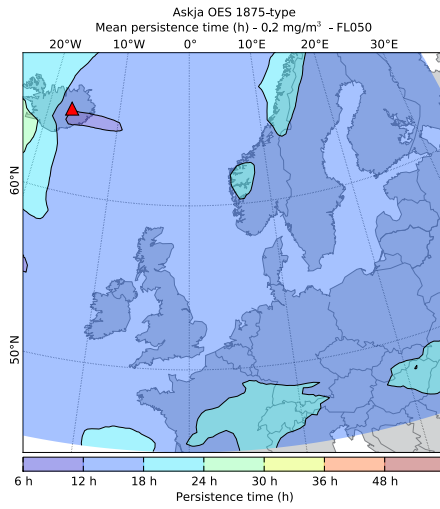 Askja OES 1875-type
Mean persistence time (h) - 0.2 mg/m³ - FL050
20°W 10°W 0° 10°E 20°E 30°E
60°N
50°N
6 h 12 h 18 h 24 h 30 h 36 h 48 h
Persistence time (h)